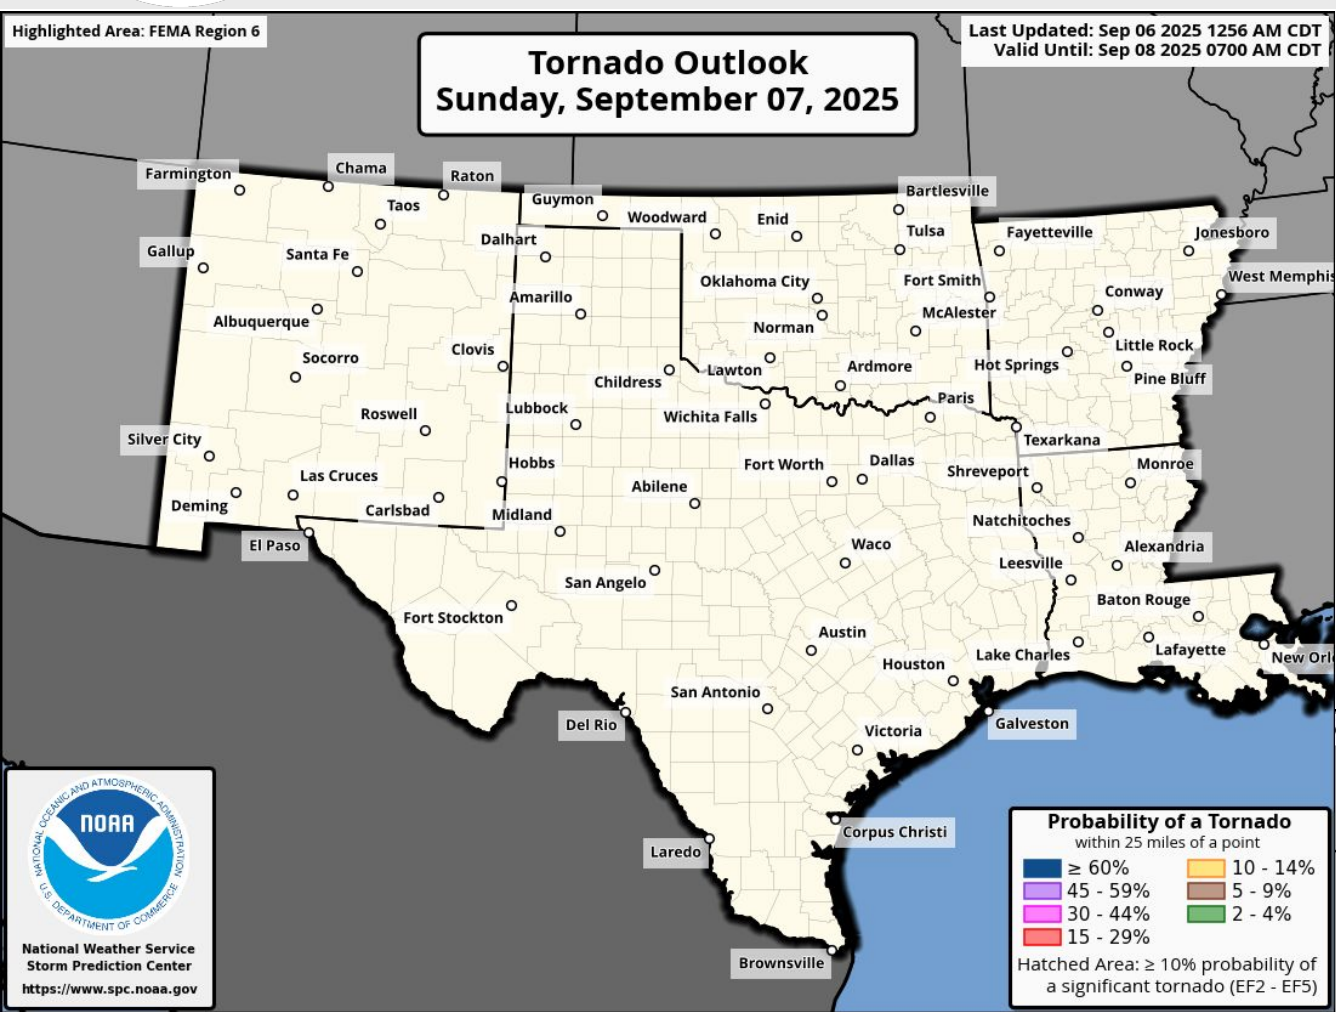 Highlighted Area: FEMA Region 6
Last Updated: Sep 06 2025 1256 AM CDT
Valid Until: Sep 08 2025 0700 AM CDT
Tornado Outlook
Sunday, September 07, 2025
Farmington
Chama
Raton
Taos
Guymon
Woodward
Enid
Bartlesville
Tulsa
Fayetteville
Jonesboro
Gallup
Santa Fe
Dalhart
Oklahoma City
Fort Smith
Conway
West Memphis
Albuquerque
Amarillo
Norman
McAlester
Little Rock
Socorro
Clovis
Childress
Lawton
Ardmore
Hot Springs
Pine Bluff
Roswell
Lubbock
Wichita Falls
Paris
Silver City
Texarkana
Las Cruces
Hobbs
Fort Worth
Dallas
Shreveport
Monroe
Deming
Carlsbad
Midland
Abilene
Natchitoches
El Paso
Waco
Alexandria
San Angelo
Leesville
Fort Stockton
Baton Rouge
Austin
Houston
Lake Charles
Lafayette
New Orl
San Antonio
Del Rio
Victoria
Galveston
Corpus Christi
Laredo
Brownsville
NATIONAL OCEANIC AND ATMOSPHERIC ADMINISTRATION
NOAA
U.S. DEPARTMENT OF COMMERCE
National Weather Service
Storm Prediction Center
https://www.spc.noaa.gov
Probability of a Tornado
within 25 miles of a point
≥ 60%
10 - 14%
45 - 59%
5 - 9%
30 - 44%
2 - 4%
15 - 29%
Hatched Area: ≥ 10% probability of
a significant tornado (EF2 - EF5)